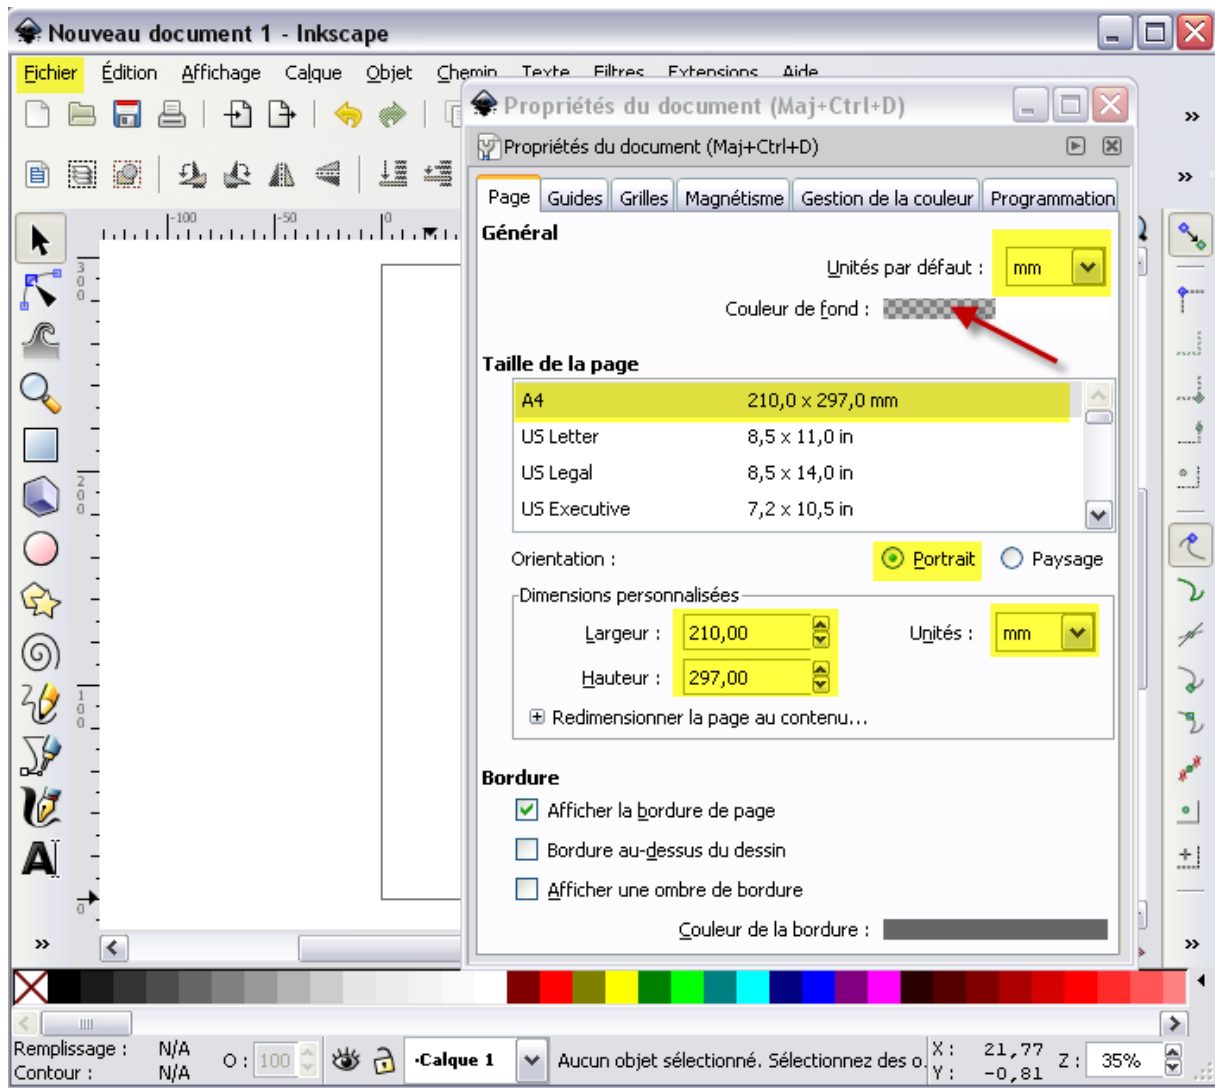 Nouveau document 1 - Inkscape
Fichier Édition Affichage Calque Objet Chemin Texte Filtres Extensions Aide
Propriétés du document (Maj+Ctrl+D)
Propriétés du document (Maj+Ctrl+D)
Page Guides Grilles Magnétisme Gestion de la couleur Programmation
-100 -50 0
Général
Unités par défaut : mm
Couleur de fond :
Taille de la page
A4 210,0 x 297,0 mm
US Letter 8,5 x 11,0 in
US Legal 8,5 x 14,0 in
US Executive 7,2 x 10,5 in
Orientation : Portrait Paysage
Dimensions personnalisées
Largeur : 210,00 Unités : mm
Hauteur : 297,00
Redimensionner la page au contenu...
Bordure
Afficher la bordure de page
Bordure au-dessus du dessin
Afficher une ombre de bordure
Couleur de la bordure :
300
200
100
0
Remplissage : N/A
Contour : N/A
O : 100
·Calque 1
Aucun objet sélectionné. Sélectionnez des o
X : 21,77
Y : -0,81
Z : 35%